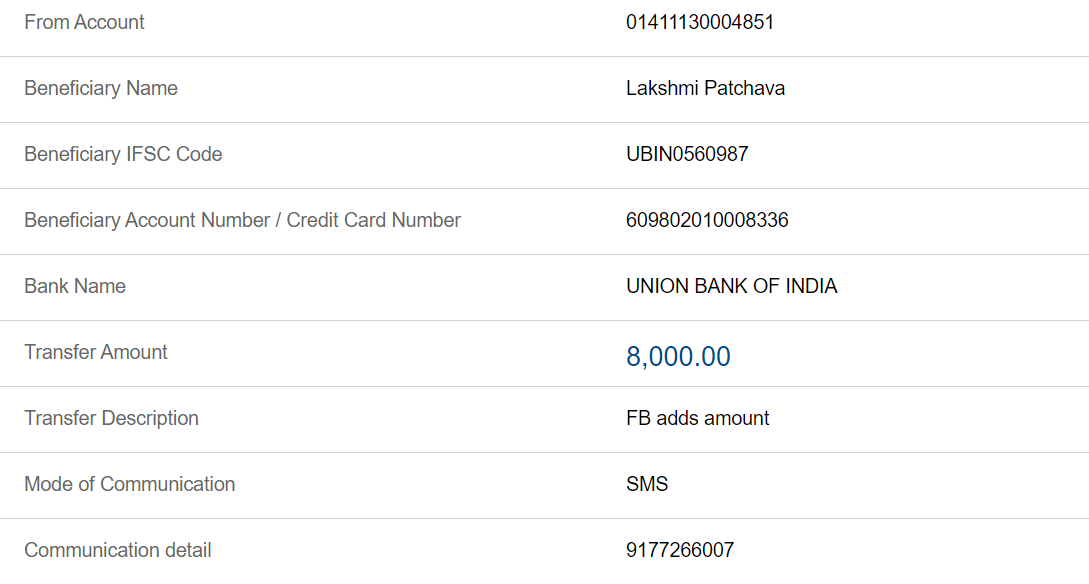 From Account 01411130004851
Beneficiary Name Lakshmi Patchava
Beneficiary IFSC Code UBIN0560987
Beneficiary Account Number / Credit Card Number 609802010008336
Bank Name UNION BANK OF INDIA
Transfer Amount 8,000.00
Transfer Description FB adds amount
Mode of Communication SMS
Communication detail 9177266007